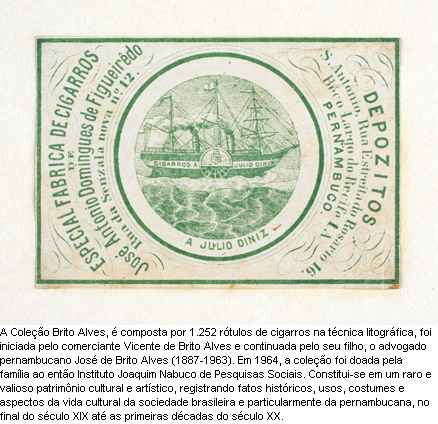 ESPECIAL FABRICA DE CIGARROS
DE
José Antonio Domingues de Figueirêdo
Rua da Senzala nova nº 12.
CIGARROS A JULIO DINIZ
A JULIO DINIZ
DEPOZITOS
S. Antonio, Rua Estreita do Rosario 16.
Beco Largo do Recife 1 A
PERNAMBUCO.
A Coleção Brito Alves, é composta por 1.252 rótulos de cigarros na técnica litográfica, foi
iniciada pelo comerciante Vicente de Brito Alves e continuada pelo seu filho, o advogado
pernambucano José de Brito Alves (1887-1963). Em 1964, a coleção foi doada pela
família ao então Instituto Joaquim Nabuco de Pesquisas Sociais. Constitui-se em um raro e
valioso patrimônio cultural e artístico, registrando fatos históricos, usos, costumes e
aspectos da vida cultural da sociedade brasileira e particularmente da pernambucana, no
final do século XIX até as primeiras décadas do século XX.